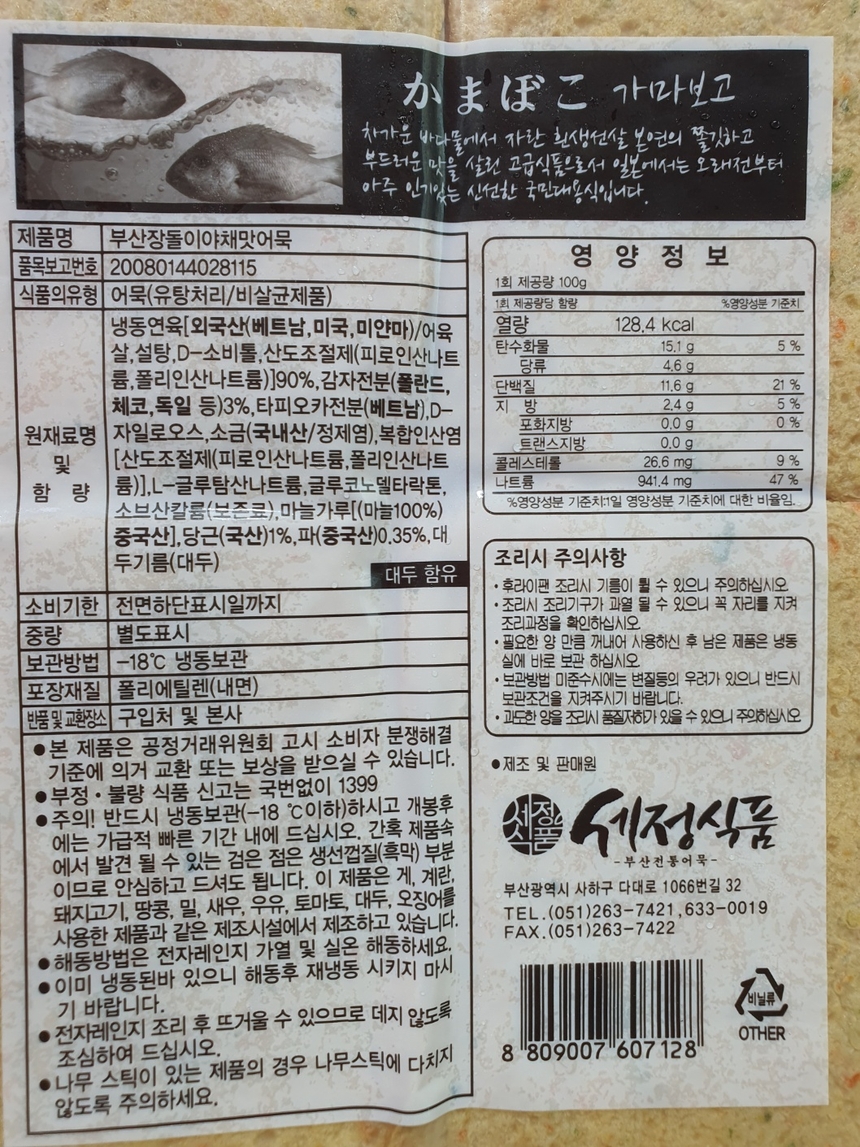 かまぼこ 가마보고
차가운 바다물에서 자란 흰생선살 본연의 쫄깃하고
부드러운 맛을 살린 고급식품으로서 일본에서는 오래전부터
아주 인기있는 신선한 국민대용식입니다.
제품명 부산장돌이야채맛어묵
품목보고번호 20080144028115
식품의유형 어묵(유탕처리/비살균제품)
원재료명
및
함 량
냉동연육[외국산(베트남,미국,미얀마)/어육
살,설탕,D-소비톨,산도조절제(피로인산나트
륨,폴리인산나트륨)]90%,감자전분(폴란드,
체코,독일 등)3%,타피오카전분(베트남),D-
자일로오스,소금(국내산/정제염),복합인산염
[산도조절제(피로인산나트륨,폴리인산나트
륨)],L-글루탐산나트륨,글루코노델타락톤,
소브산칼륨(보존료),마늘가루[(마늘100%)
중국산],당근(국산)1%,파(중국산)0.35%,대
두기름(대두)
대두 함유
소비기한 전면하단표시일까지
중량 별도표시
보관방법 -18℃ 냉동보관
포장재질 폴리에틸렌(내면)
반품및교환장소 구입처 및 본사
●본 제품은 공정거래위원회 고시 소비자 분쟁해결
기준에 의거 교환 또는 보상을 받으실 수 있습니다.
●부정·불량 식품 신고는 국번없이 1399
●주의! 반드시 냉동보관(-18 ℃이하)하시고 개봉후
에는 가급적 빠른 기간 내에 드십시오. 간혹 제품속
에서 발견 될 수 있는 검은 점은 생선껍질(흑막) 부분
이므로 안심하고 드셔도 됩니다. 이 제품은 게, 계란,
돼지고기, 땅콩, 밀, 새우, 우유, 토마토, 대두, 오징어를
사용한 제품과 같은 제조시설에서 제조하고 있습니다.
●해동방법은 전자레인지 가열 및 실온 해동하세요.
●이미 냉동된바 있으니 해동후 재냉동 시키지 마시
기 바랍니다.
●전자레인지 조리 후 뜨거울 수 있으므로 데지 않도록
조심하여 드십시오.
●나무 스틱이 있는 제품의 경우 나무스틱에 다치지
않도록 주의하세요.
영 양 정 보
1회 제공량 100g
1회 제공량당 함량 %영양성분 기준치
열량 128.4 kcal
탄수화물 15.1 g 5 %
당류 4.6 g
단백질 11.6 g 21 %
지 방 2.4 g 5 %
포화지방 0.0 g 0 %
트랜스지방 0.0 g
콜레스테롤 26.6 mg 9 %
나트륨 941.4 mg 47 %
%영양성분 기준치:1일 영양성분 기준치에 대한 비율임.
조리시 주의사항
·후라이팬 조리시 기름이 튈 수 있으니 주의하십시오
·조리시 조리기구가 과열 될 수 있으니 꼭 자리를 지켜
조리과정을 확인하십시오
·필요한 양 만큼 꺼내어 사용하신 후 남은 제품은 냉동
실에 바로 보관 하십시오
·보관방법 미준수시에는 변질등의 우려가 있으니 반드시
보관조건을 지켜주시기 바랍니다.
·과도한 양을 조리시 품질저하가 있을 수 있으니 주의하십시오
●제조 및 판매원
세정
식품
세정식품
-부산전통어묵-
부산광역시 사하구 다대로 1066번길 32
TEL.(051)263-7421,633-0019
FAX.(051)263-7422
8 809007 607128
비닐류
OTHER